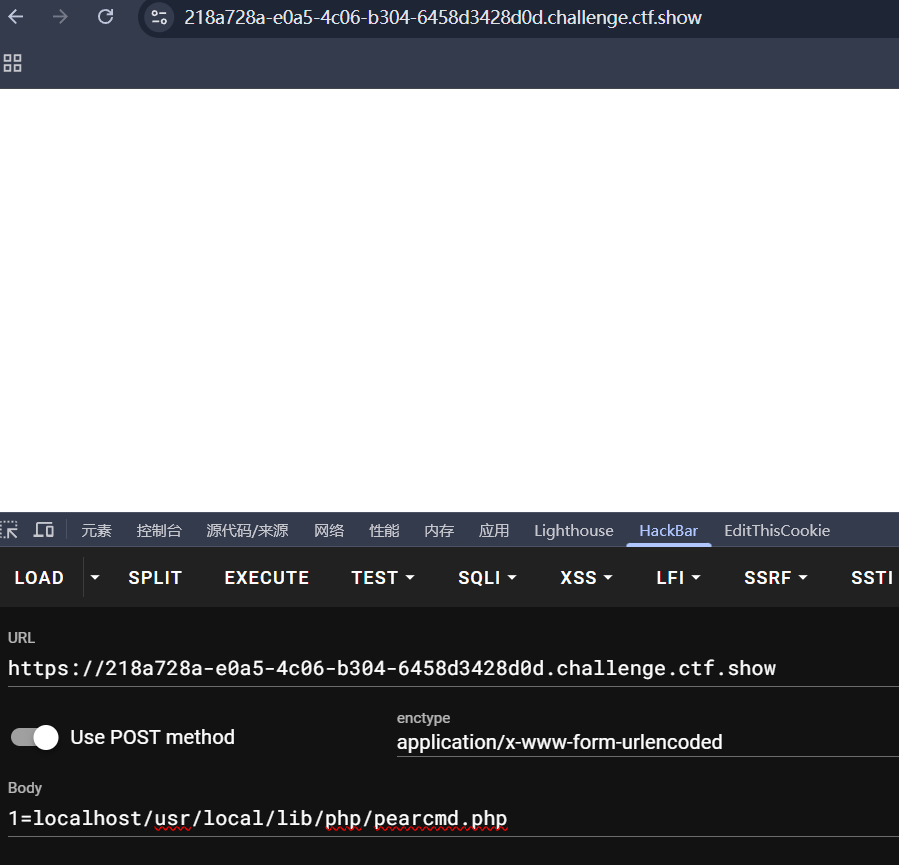 218a728a-e0a5-4c06-b304-6458d3428d0d.challenge.ctf.show
元素 控制台 源代码/来源 网络 性能 内存 应用 Lighthouse HackBar EditThisCookie
LOAD SPLIT EXECUTE TEST SQLI XSS LFI SSRF SSTI
URL
https://218a728a-e0a5-4c06-b304-6458d3428d0d.challenge.ctf.show
Use POST method
enctype
application/x-www-form-urlencoded
Body
1=localhost/usr/local/lib/php/pearcmd.php